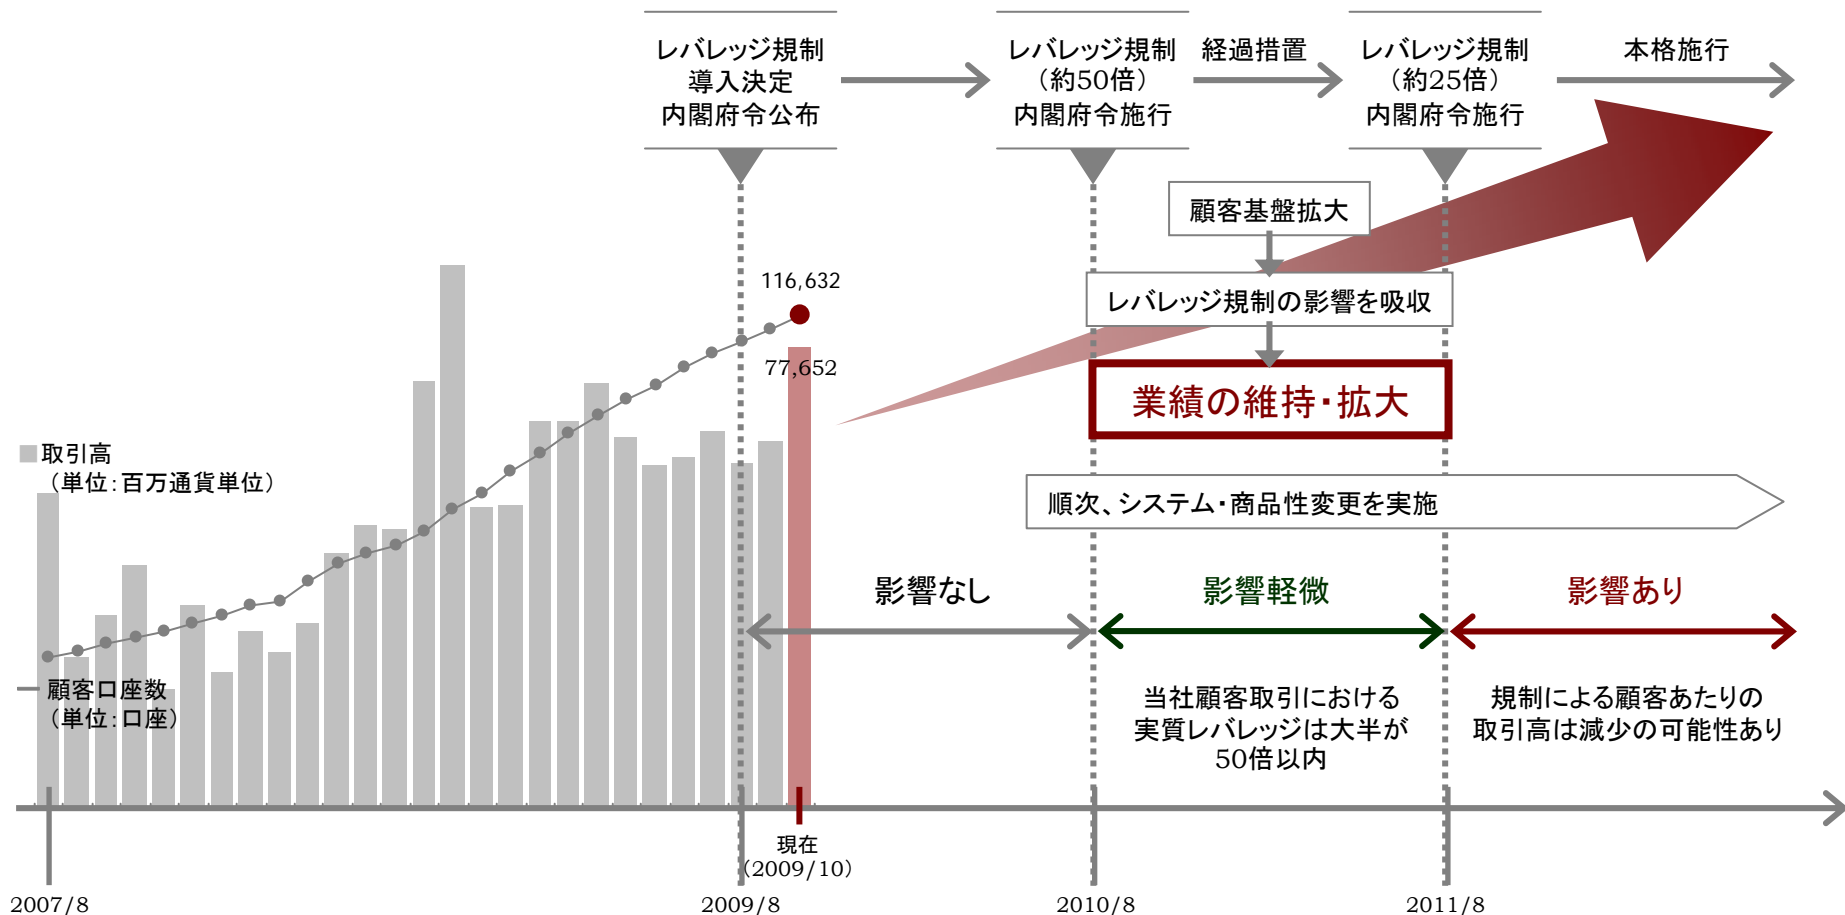 レバレッジ規制
導入決定
内閣府令公布
レバレッジ規制
（約50倍）
内閣府令施行
経過措置
レバレッジ規制
（約25倍）
内閣府令施行
本格施行
顧客基盤拡大
レバレッジ規制の影響を吸収
業績の維持・拡大
116,632
77,652
取引高
（単位：百万通貨単位）
順次、システム・商品性変更を実施
影響なし
影響軽微
影響あり
顧客口座数
（単位：口座）
当社顧客取引における
実質レバレッジは大半が
50倍以内
規制による顧客あたりの
取引高は減少の可能性あり
現在
（2009/10）
2007/8
2009/8
2010/8
2011/8